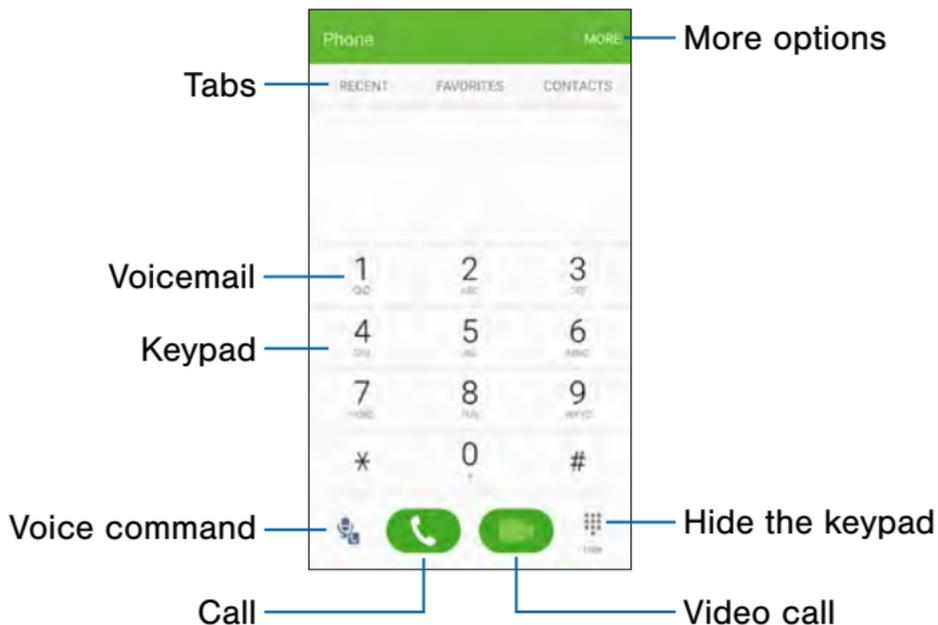 Phone MORE More options
Tabs RECENT FAVORITES CONTACTS
Voicemail 1 2 3
ABC
Keypad 4 5 6
7 8 9
* 0 #
Voice command Hide the keypad
Call Video call